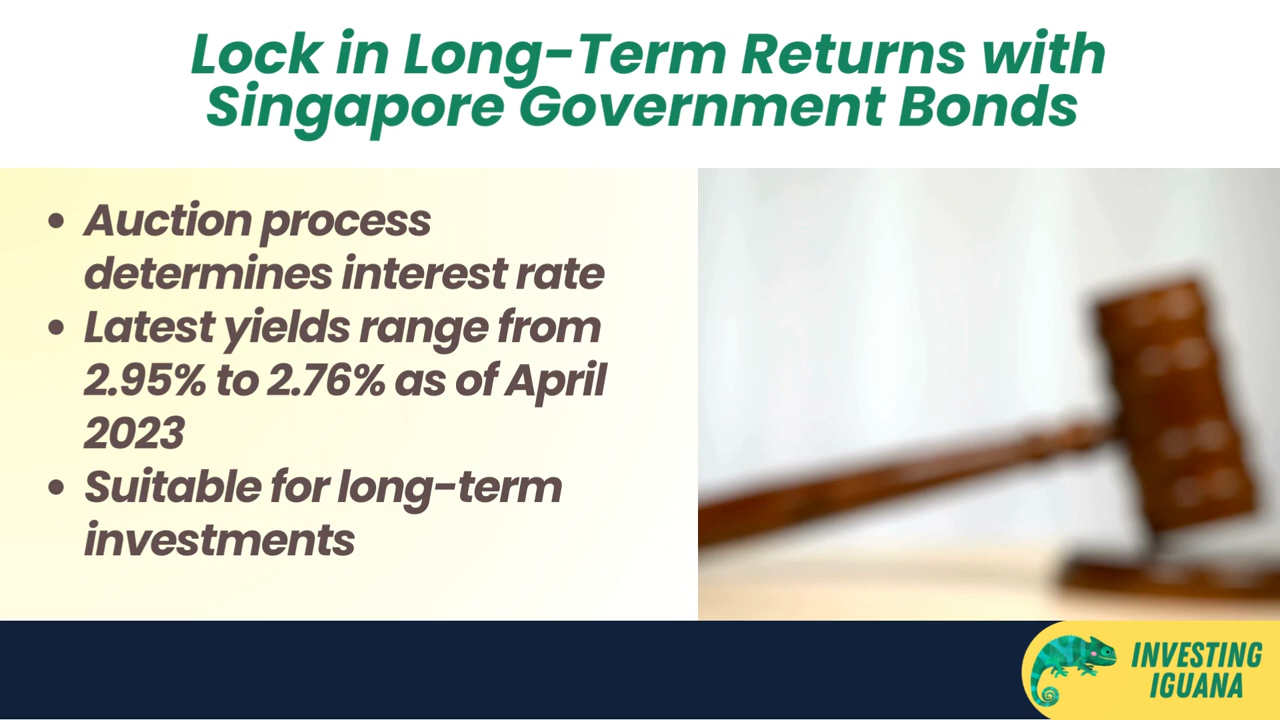 Lock in Long-Term Returns with
Singapore Government Bonds
• Auction process
determines interest rate
• Latest yields range from
2.95% to 2.76% as of April
2023
• Suitable for long-term
investments
INVESTING
IGUANA